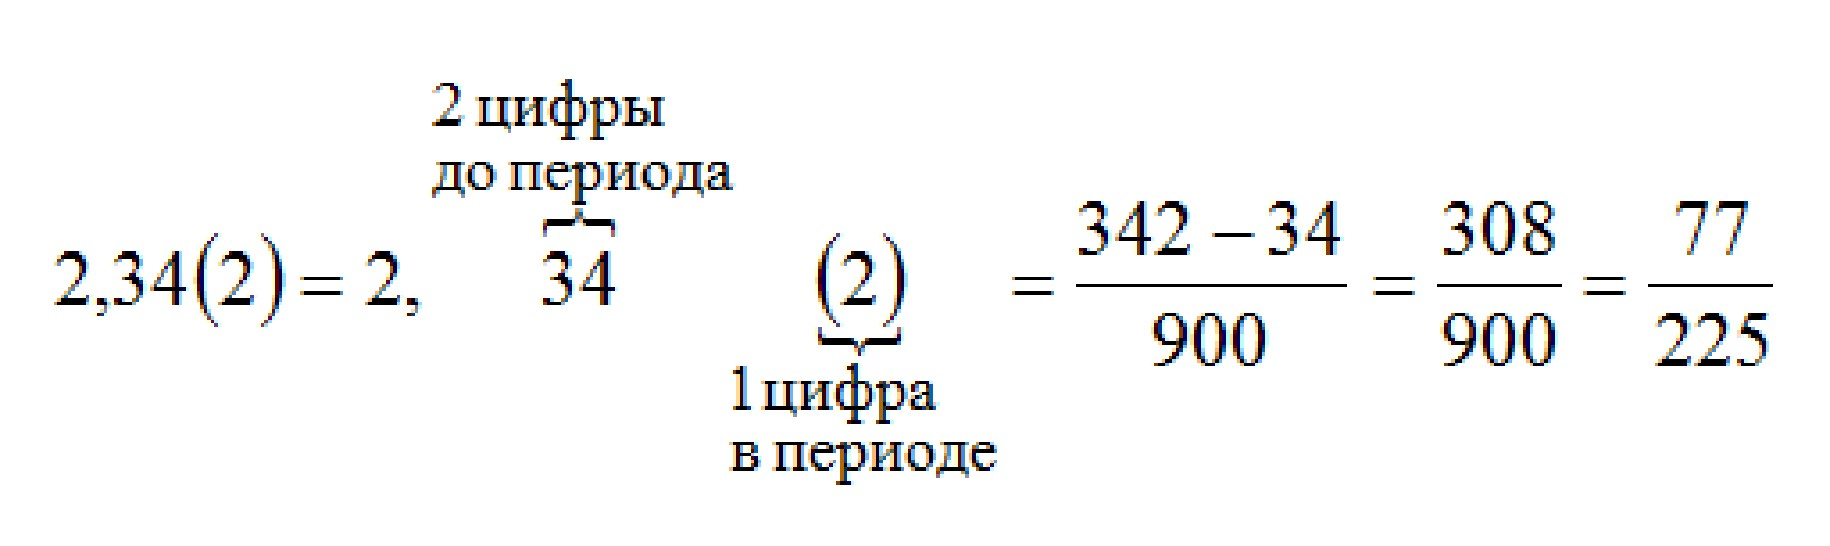 2 цифры
до периода
2,34(2) = 2, 34 (2) = 342 − 34 / 900 = 308 / 900 = 77 / 225
1 цифра
в периоде